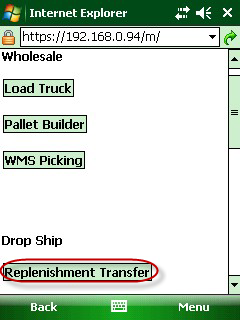 Internet Explorer
https://192.168.0.94/m/
Wholesale
Load Truck
Pallet Builder
WMS Picking
Drop Ship
Replenishment Transfer
Back Menu